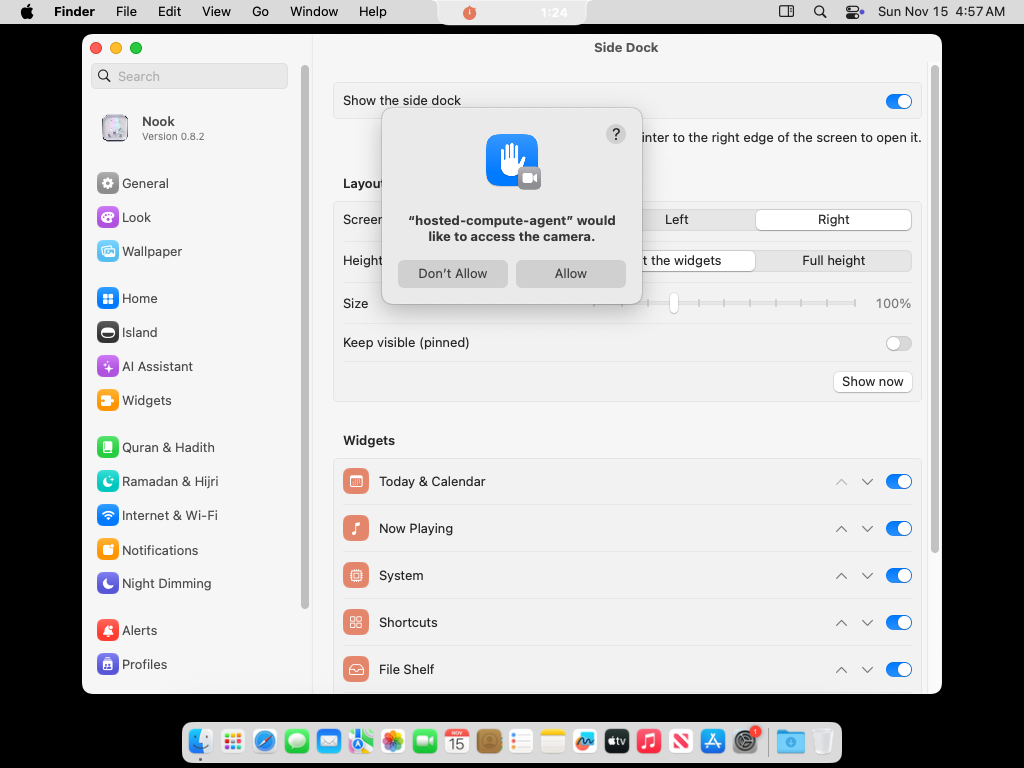 Finder File Edit View Go Window Help 1:24 Sun Nov 15 4:57 AM
Side Dock
Search
Nook
Version 0.8.2
General
Look
Wallpaper
Home
Island
AI Assistant
Widgets
Quran & Hadith
Ramadan & Hijri
Internet & Wi-Fi
Notifications
Night Dimming
Alerts
Profiles
Show the side dock
inter to the right edge of the screen to open it.
?
“hosted-compute-agent” would
like to access the camera.
Don’t Allow Allow
Layou
Screen Left Right
Height t the widgets Full height
Size 100%
Keep visible (pinned)
Show now
Widgets
Today & Calendar
Now Playing
System
Shortcuts
File Shelf
NOV
15
tv
1